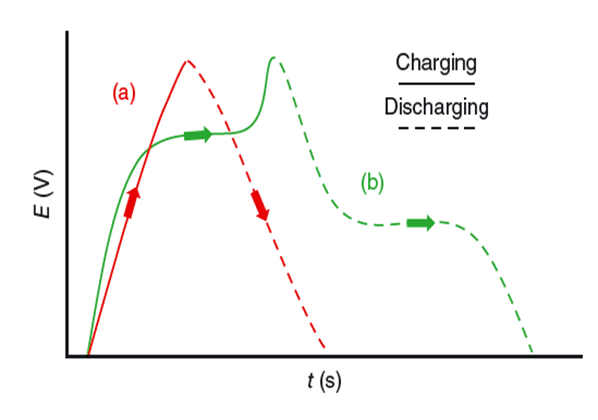 Charging
Discharging
(a)
(b)
E (V)
t (s)